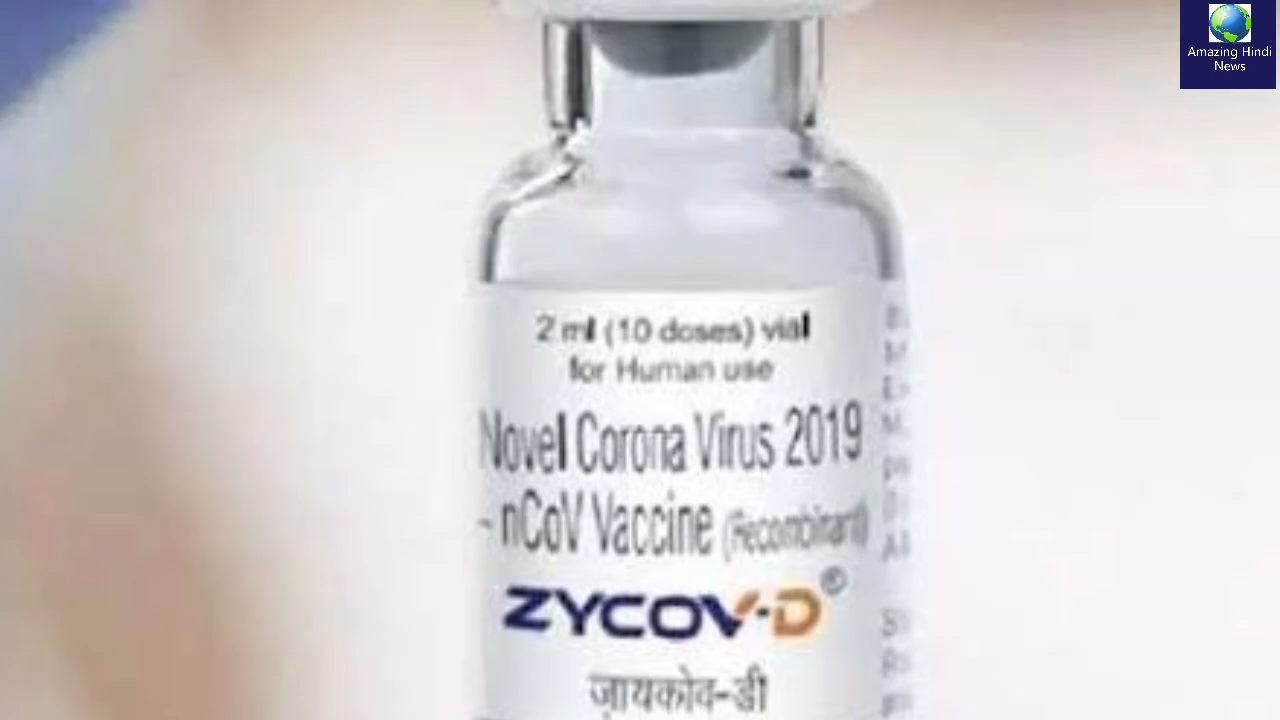 Amazing Hindi
News
2 ml (10 doses) vial
for Human use
Novel Corona Virus 2019
- nCoV Vaccine (Recombinant)
ZYCOV-D
ज़ायकोव-डी